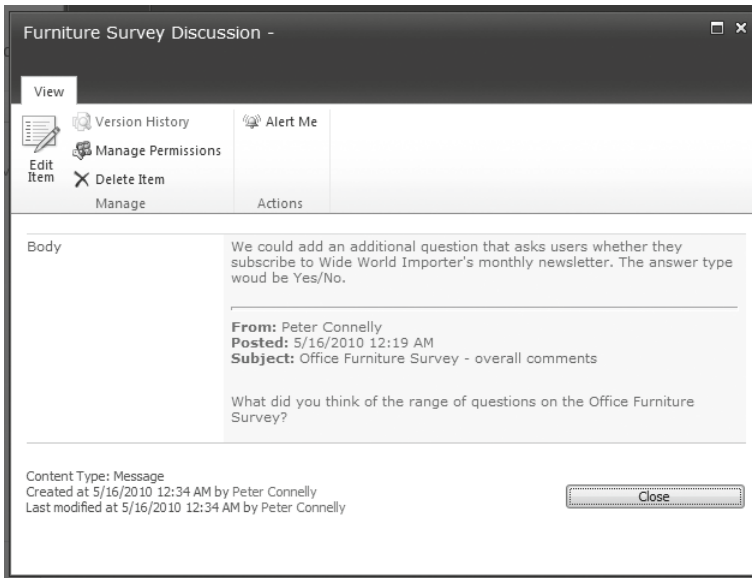 Furniture Survey Discussion -
View
Edit
Item
Version History
Manage Permissions
Delete Item
Manage
Alert Me
Actions
Body
We could add an additional question that asks users whether they
subscribe to Wide World Importer's monthly newsletter. The answer type
woud be Yes/No.
From: Peter Connelly
Posted: 5/16/2010 12:19 AM
Subject: Office Furniture Survey - overall comments
What did you think of the range of questions on the Office Furniture
Survey?
Content Type: Message
Created at 5/16/2010 12:34 AM by Peter Connelly
Last modified at 5/16/2010 12:34 AM by Peter Connelly
Close